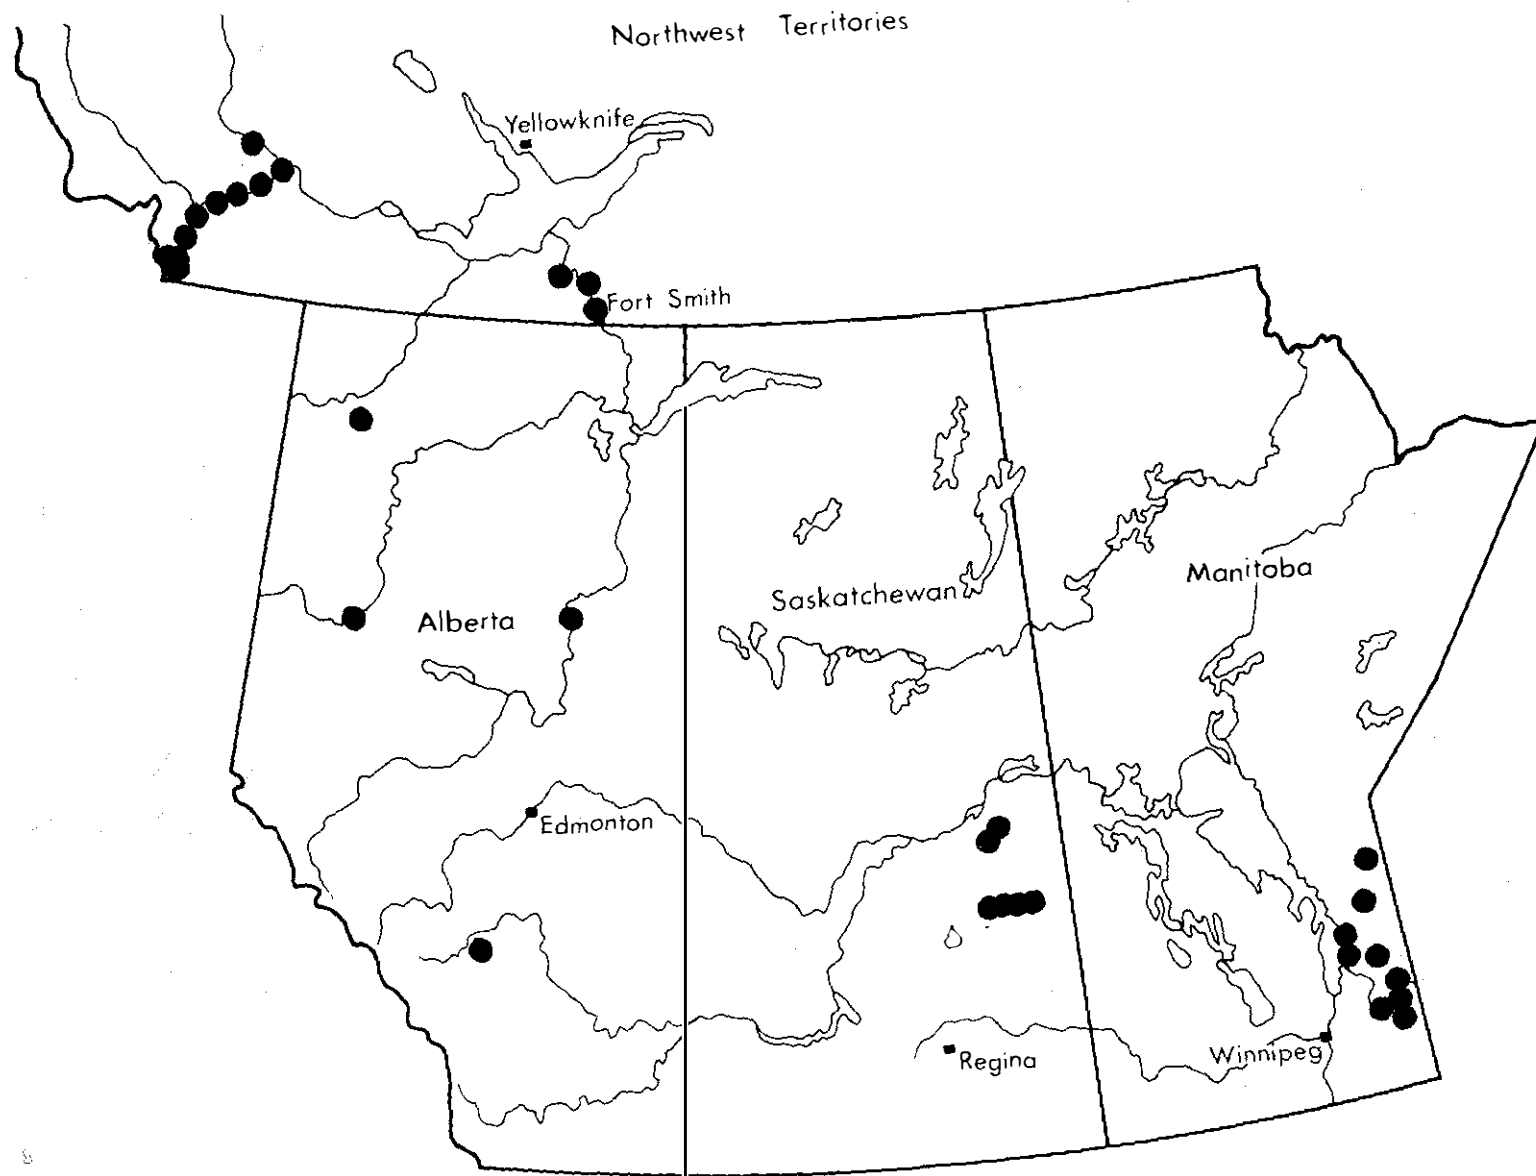 Northwest Territories
Yellowknife
Fort Smith
Manitoba
Saskatchewan
Alberta
Edmonton
Winnipeg
Regina